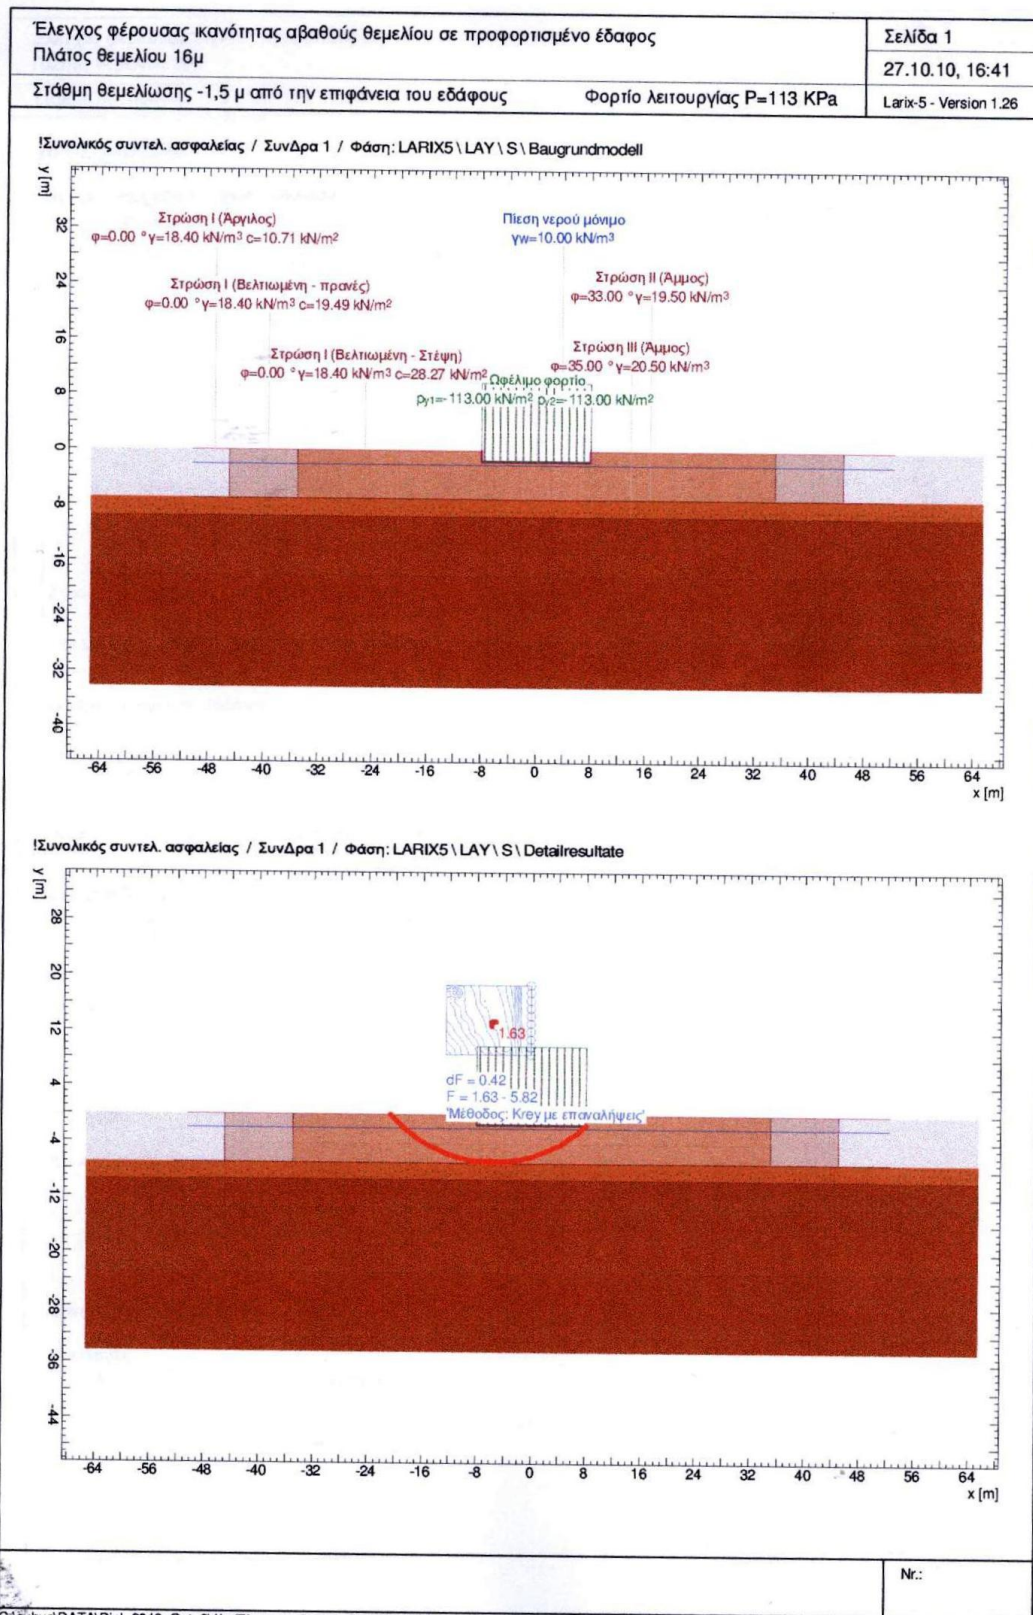 Έλεγχος φέρουσας ικανότητας αβαθούς θεμελίου σε προφορτισμένο έδαφος
Πλάτος θεμελίου 16μ
Σελίδα 1
27.10.10, 16:41
Στάθμη θεμελίωσης -1,5 μ από την επιφάνεια του εδάφους Φορτίο λειτουργίας P=113 KPa
Larix-5 - Version 1.26
!Συνολικός συντελ. ασφαλείας / ΣυνΔρα 1 / Φάση: LARIX5 \ LAY \ S \ Baugrundmodell
y [m]
Στρώση Ι (Άργιλος)
φ=0.00 ° γ=18.40 kN/m³ c=10.71 kN/m²
Πίεση νερού μόνιμο
γw=10.00 kN/m³
Στρώση Ι (Βελτιωμένη - πρανές)
φ=0.00 ° γ=18.40 kN/m³ c=19.49 kN/m²
Στρώση ΙΙ (Άμμος)
φ=33.00 ° γ=19.50 kN/m³
Στρώση Ι (Βελτιωμένη - Στέψη)
φ=0.00 ° γ=18.40 kN/m³ c=28.27 kN/m²
Στρώση ΙΙΙ (Άμμος)
φ=35.00 ° γ=20.50 kN/m³
Ωφέλιμο φορτίο
py1=-113.00 kN/m² py2=-113.00 kN/m²
32
24
16
8
0
-8
-16
-24
-32
-40
-64 -56 -48 -40 -32 -24 -16 -8 0 8 16 24 32 40 48 56 64
x [m]
!Συνολικός συντελ. ασφαλείας / ΣυνΔρα 1 / Φάση: LARIX5 \ LAY \ S \ Detailresultate
y [m]
28
20
12
4
-4
-12
-20
-28
-36
-44
1.63
dF = 0.42
F = 1.63 - 5.82
'Μέθοδος: Krey με επαναλήψεις'
-64 -56 -48 -40 -32 -24 -16 -8 0 8 16 24 32 40 48 56 64
x [m]
Nr.: